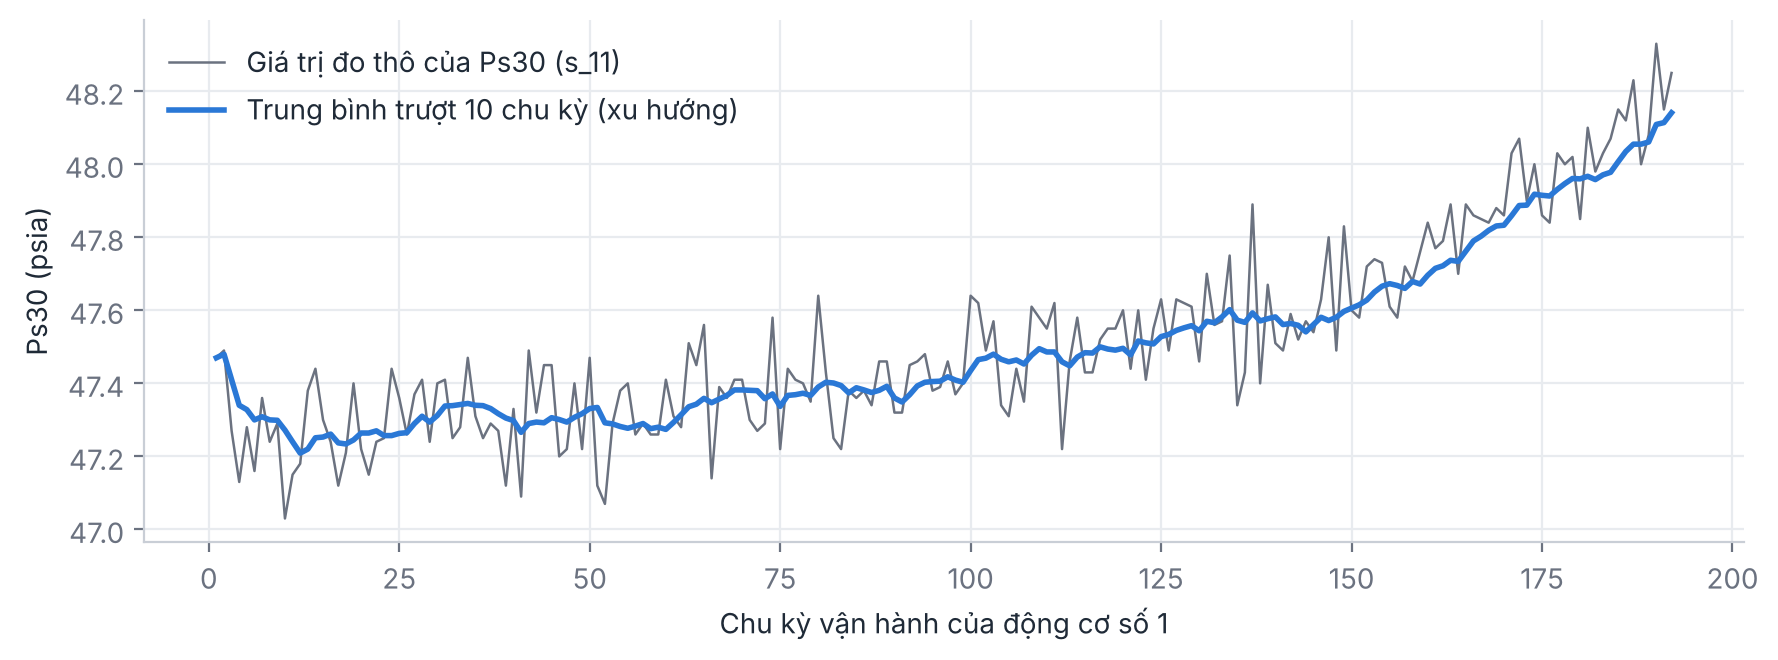 Giá trị đo thô của Ps30 (s_11)
Trung bình trượt 10 chu kỳ (xu hướng)
48.2
48.0
47.8
47.6
47.4
47.2
47.0
Ps30 (psia)
0 25 50 75 100 125 150 175 200
Chu kỳ vận hành của động cơ số 1